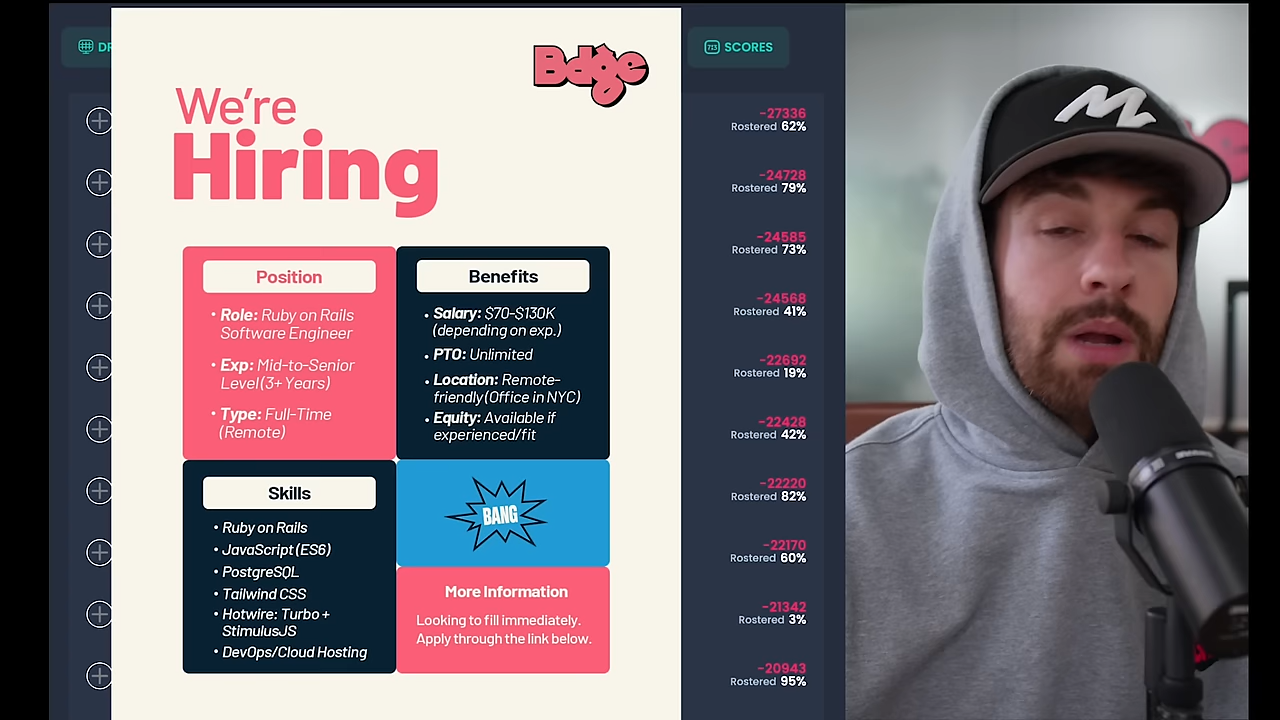 DR
SCORES
Bdge
We're
Hiring
Position
• Role: Ruby on Rails
Software Engineer
• Exp: Mid-to-Senior
Level(3+ Years)
• Type: Full-Time
(Remote)
Benefits
• Salary: $70-$130K
(depending on exp.)
• PTO: Unlimited
• Location: Remote-
friendly(Office in NYC)
• Equity: Available if
experienced/fit
Skills
• Ruby on Rails
• JavaScript (ES6)
• PostgreSQL
• Tailwind CSS
• Hotwire: Turbo +
StimulusJS
• DevOps/Cloud Hosting
BANG
More Information
Looking to fill immediately.
Apply through the link below.
-27336
Rostered 62%
-24728
Rostered 79%
-24585
Rostered 73%
-24568
Rostered 41%
-22692
Rostered 19%
-22428
Rostered 42%
-22220
Rostered 82%
-22170
Rostered 60%
-21342
Rostered 3%
-20943
Rostered 95%